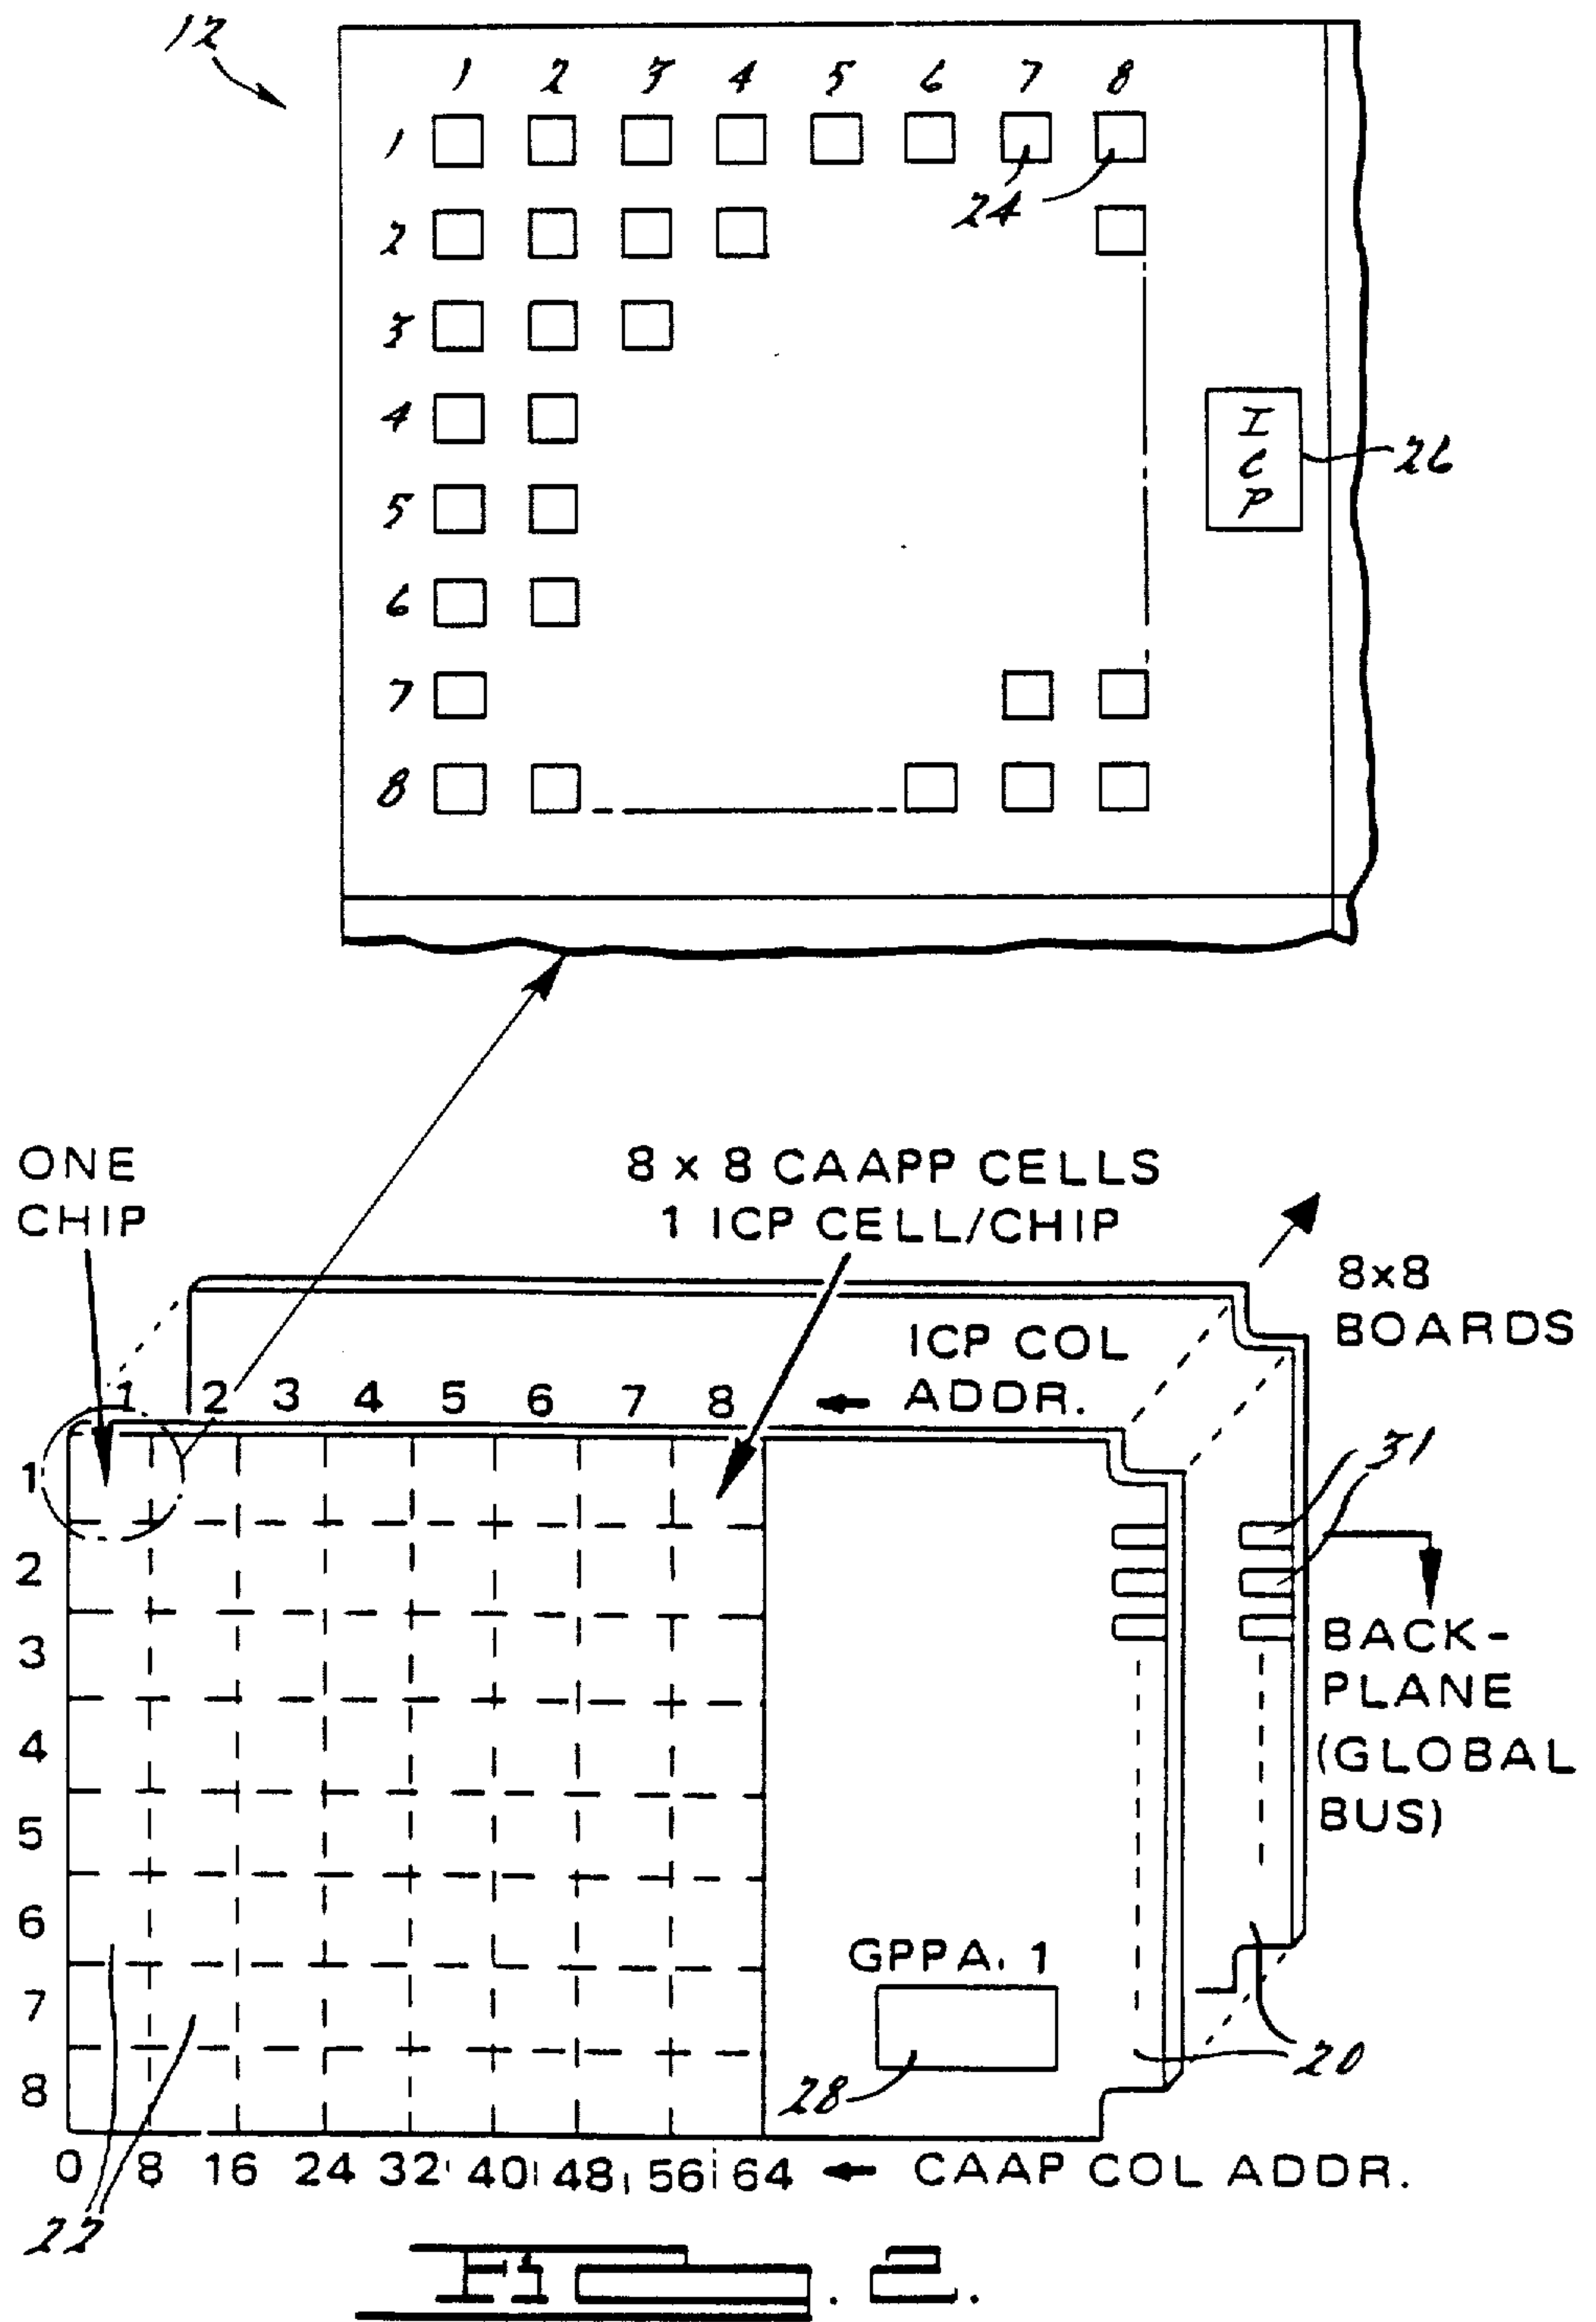 12
1 2 3 4 5 6 7 8
1
24
2
3
4
I
C
P
26
5
6
7
8
ONE
CHIP
8 x 8 CAAPP CELLS
1 ICP CELL/CHIP
8x8
BOARDS
ICP COL
ADDR.
1 2 3 4 5 6 7 8
31
1
2
3
4
5
6
7
8
BACK-
PLANE
(GLOBAL
BUS)
GPPA. 1
28
20
0 8 16 24 32 40 48 56 64
CAAP COL ADDR.
22
Fig. 2.